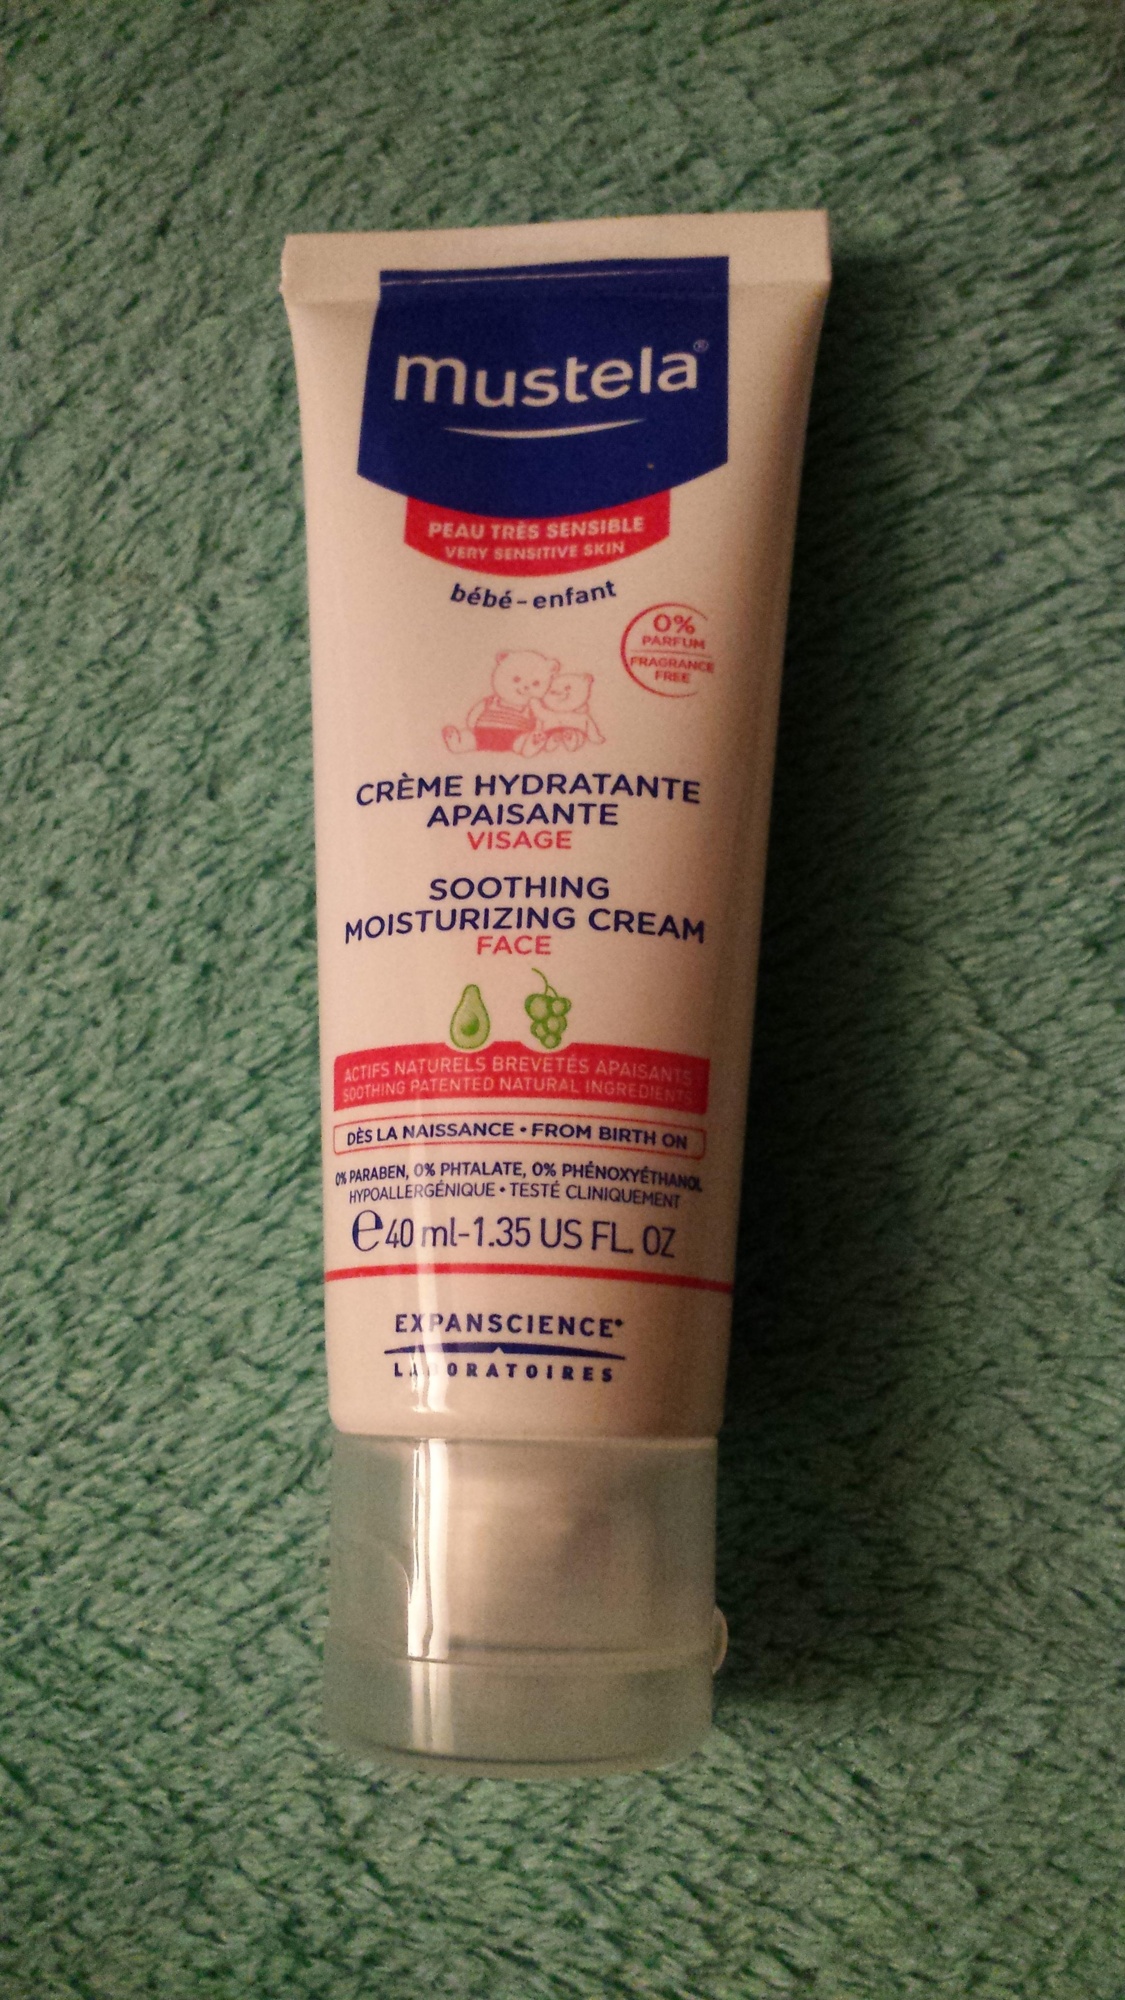 mustela®
PEAU TRÈS SENSIBLE
VERY SENSITIVE SKIN
bébé-enfant
0%
PARFUM
FRAGRANCE
FREE
CRÈME HYDRATANTE
APAISANTE
VISAGE
SOOTHING
MOISTURIZING CREAM
FACE
ACTIFS NATURELS BREVETÉS APAISANTS
SOOTHING PATENTED NATURAL INGREDIENTS
DÈS LA NAISSANCE • FROM BIRTH ON
0% PARABEN, 0% PHTALATE, 0% PHÉNOXYÉTHANOL
HYPOALLERGÉNIQUE • TESTÉ CLINIQUEMENT
℮ 40 ml-1.35 US FL. OZ
EXPANSCIENCE®
LABORATOIRES